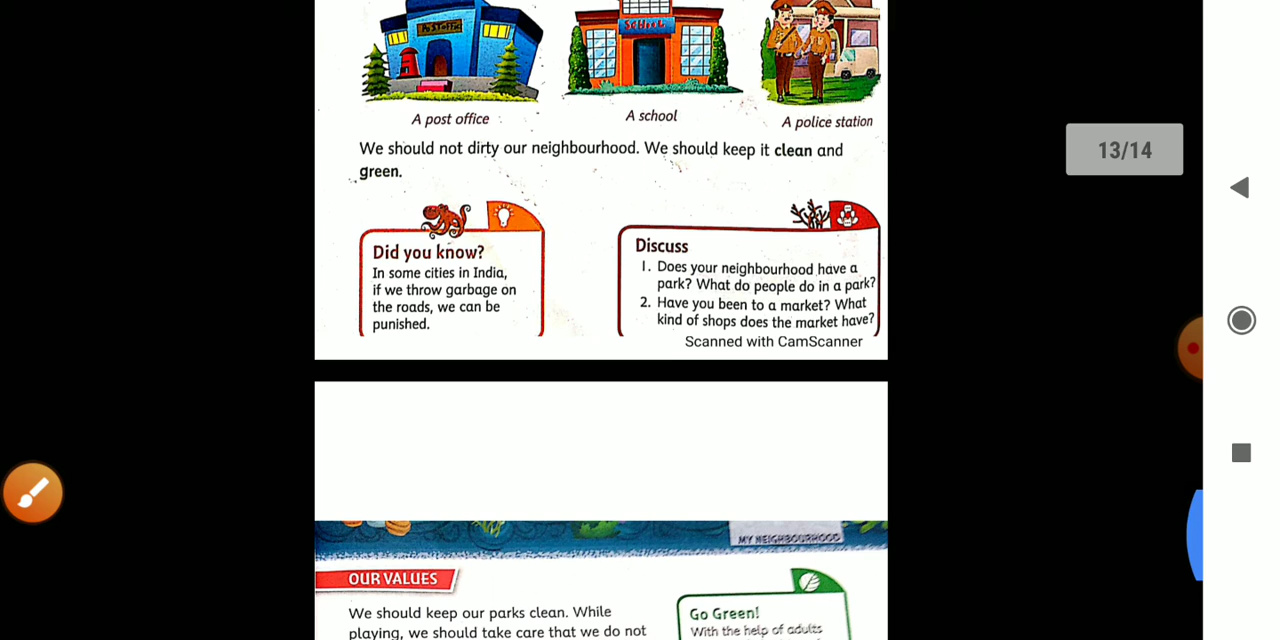 POST OFFICE
SCHOOL
A post office
A school
A police station
13/14
We should not dirty our neighbourhood. We should keep it clean and
green.
Did you know?
In some cities in India,
if we throw garbage on
the roads, we can be
punished.
Discuss
1. Does your neighbourhood have a
park? What do people do in a park?
2. Have you been to a market? What
kind of shops does the market have?
Scanned with CamScanner
MY NEIGHBOURHOOD
OUR VALUES
We should keep our parks clean. While
playing, we should take care that we do not
Go Green!
With the help of adults